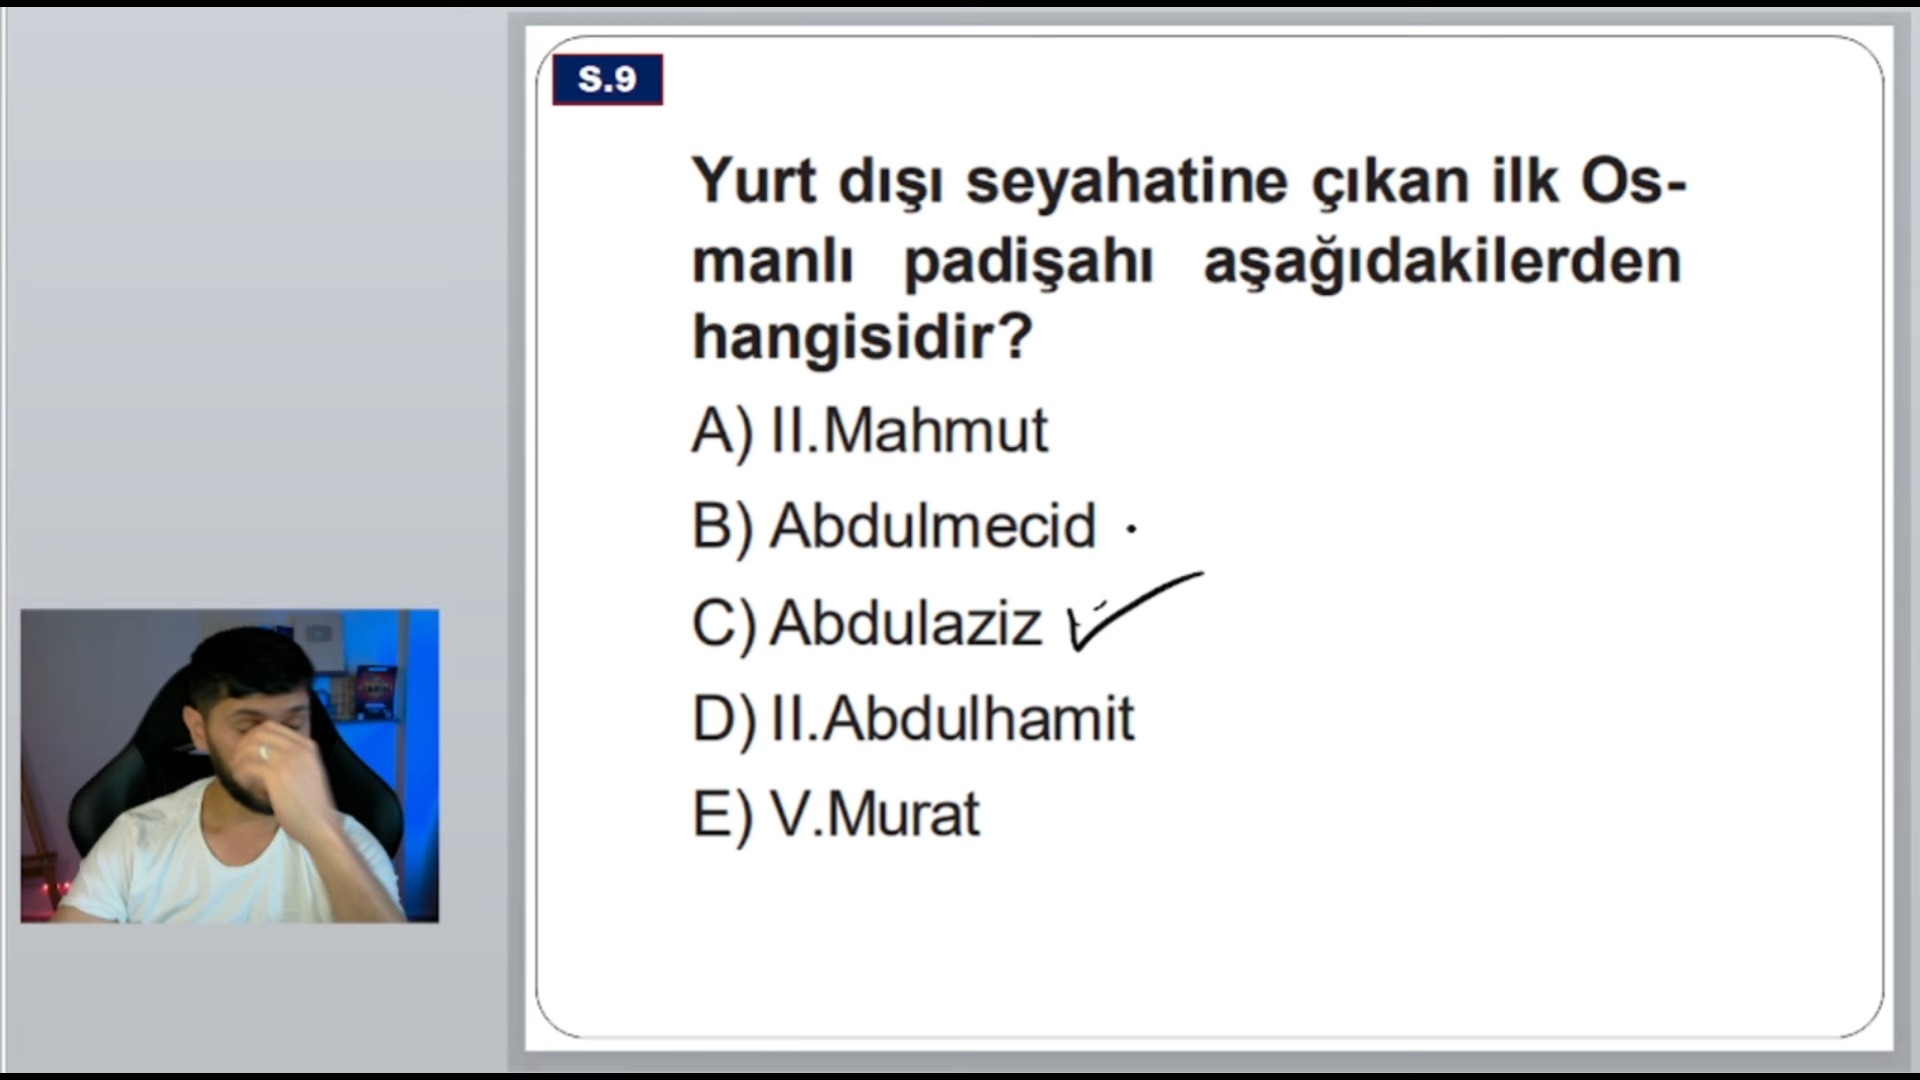 S.9
Yurt dışı seyahatine çıkan ilk Os-
manlı padişahı aşağıdakilerden
hangisidir?
A) II.Mahmut
B) Abdulmecid
C) Abdulaziz
D) II.Abdulhamit
E) V.Murat